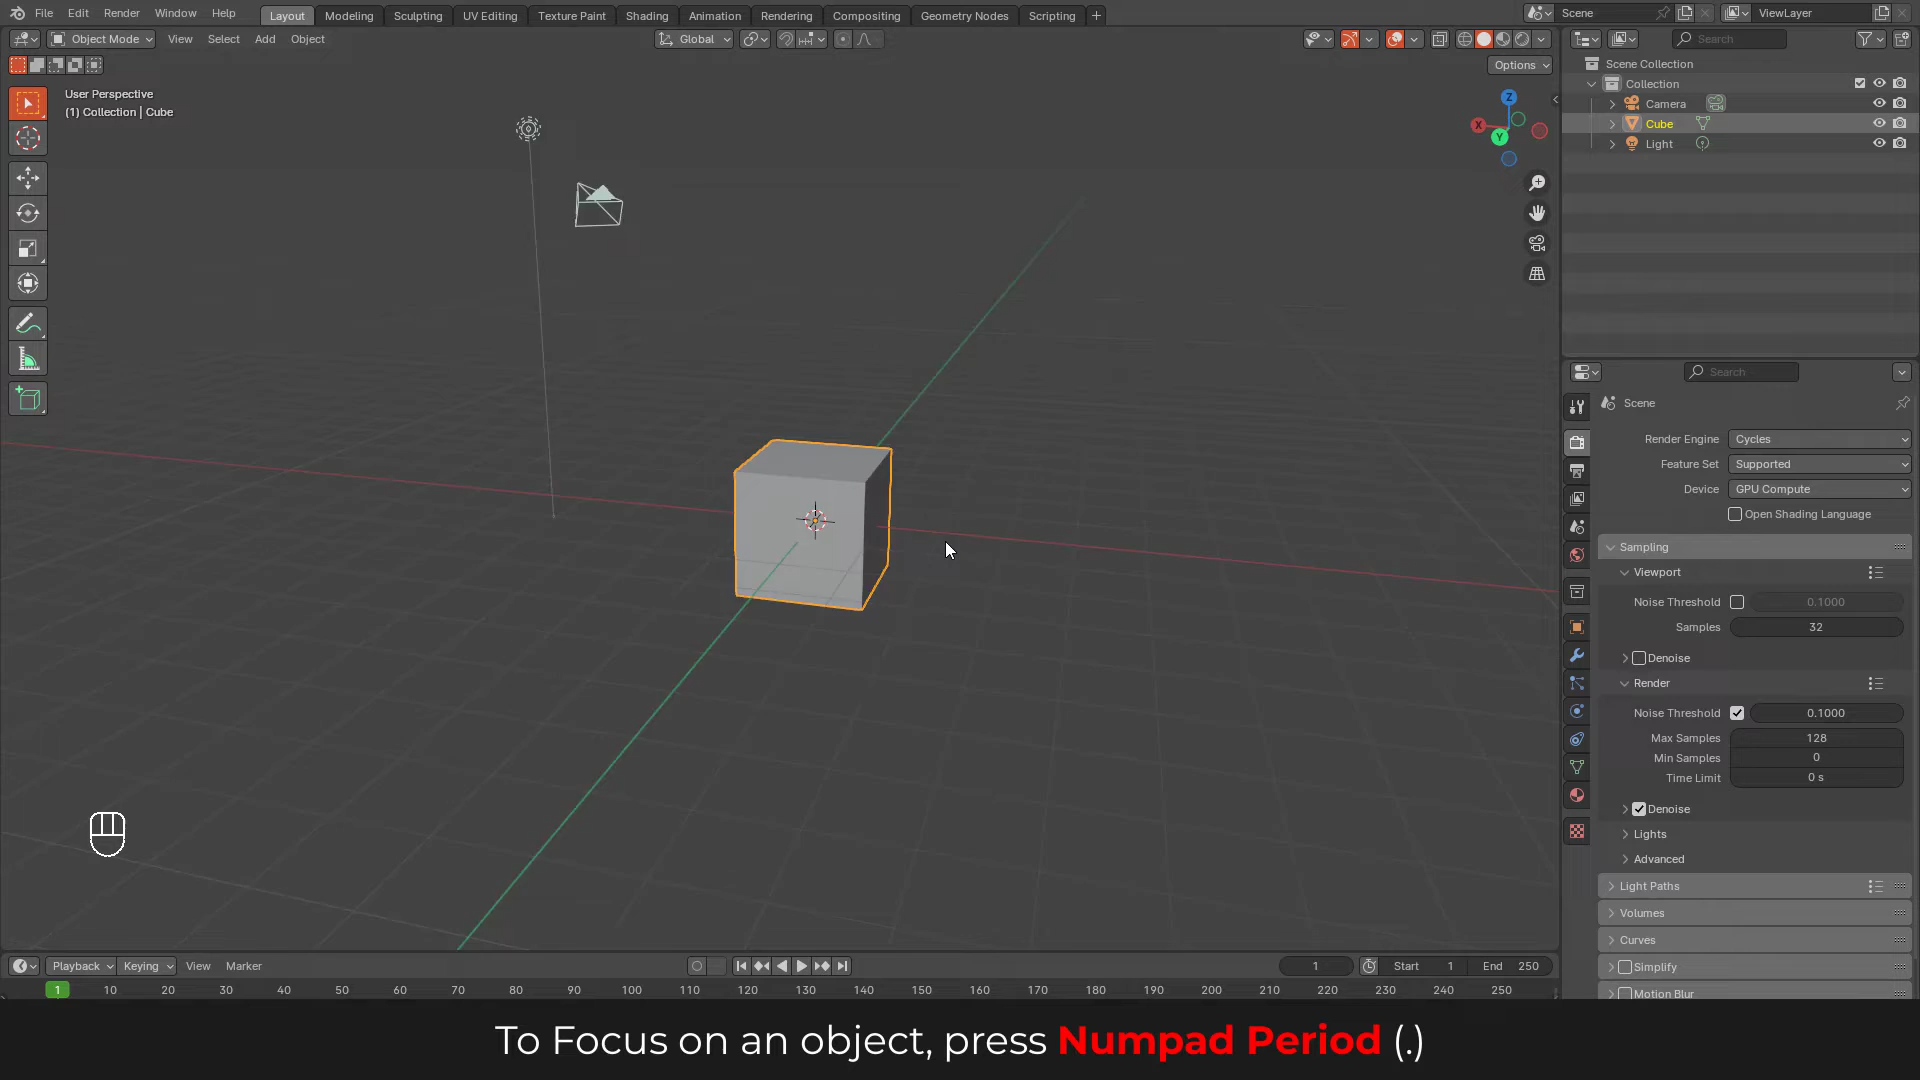 File Edit Render Window Help Layout Modeling Sculpting UV Editing Texture Paint Shading Animation Rendering Compositing Geometry Nodes Scripting + Scene ViewLayer
Object Mode View Select Add Object Global Search
Options
User Perspective
(1) Collection | Cube
Z
X
Y
Scene Collection
Collection
Camera
Cube
Light
Search
Scene
Render Engine Cycles
Feature Set Supported
Device GPU Compute
Open Shading Language
Sampling
Viewport
Noise Threshold 0.1000
Samples 32
Denoise
Render
Noise Threshold 0.1000
Max Samples 128
Min Samples 0
Time Limit 0 s
Denoise
Lights
Advanced
Light Paths
Volumes
Curves
Simplify
Motion Blur
Playback Keying View Marker 1 Start 1 End 250
1 10 20 30 40 50 60 70 80 90 100 110 120 130 140 150 160 170 180 190 200 210 220 230 240 250
To Focus on an object, press Numpad Period (.)